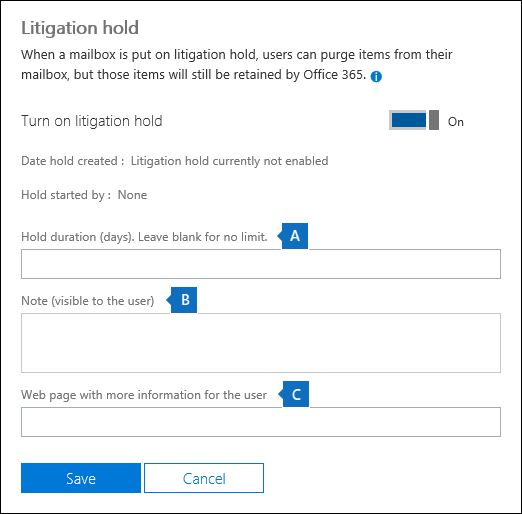 Litigation hold
When a mailbox is put on litigation hold, users can purge items from their
mailbox, but those items will still be retained by Office 365. i
Turn on litigation hold On
Date hold created : Litigation hold currently not enabled
Hold started by : None
Hold duration (days). Leave blank for no limit. A
Note (visible to the user) B
Web page with more information for the user C
Save Cancel